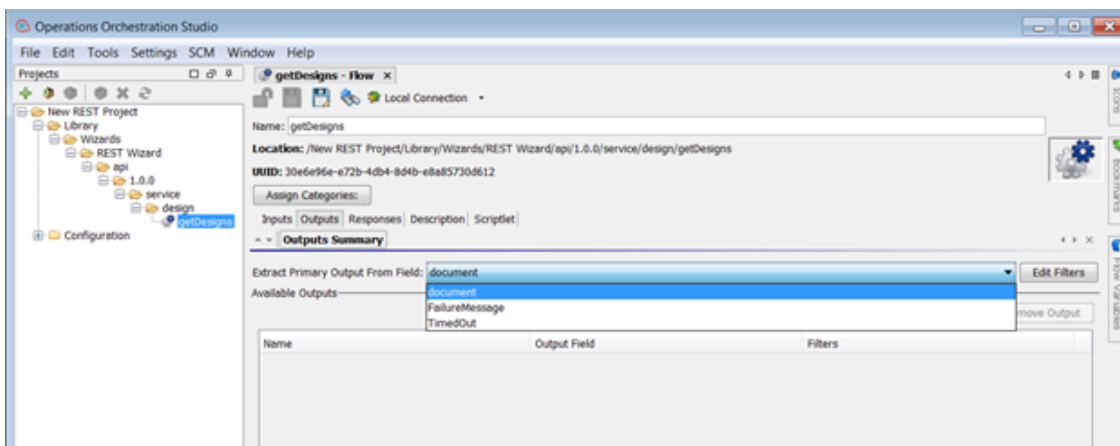 Operations Orchestration Studio
File Edit Tools Settings SCM Window Help
Projects
getDesigns - Flow
Local Connection
New REST Project
Library
Wizards
REST Wizard
api
1.0.0
service
design
getDesigns
Configuration
Name: getDesigns
Location: /New REST Project/Library/Wizards/REST Wizard/api/1.0.0/service/design/getDesigns
UUID: 30e6e96e-e72b-4db4-8d4b-e8a85730d612
Assign Categories:
Inputs Outputs Responses Description Scriptlet
Outputs Summary
Extract Primary Output From Field: document Edit Filters
Available Outputs
document
FailureMessage
TimedOut
move Output
Name Output Field Filters
Icons
Bookmarks
Flow Variables